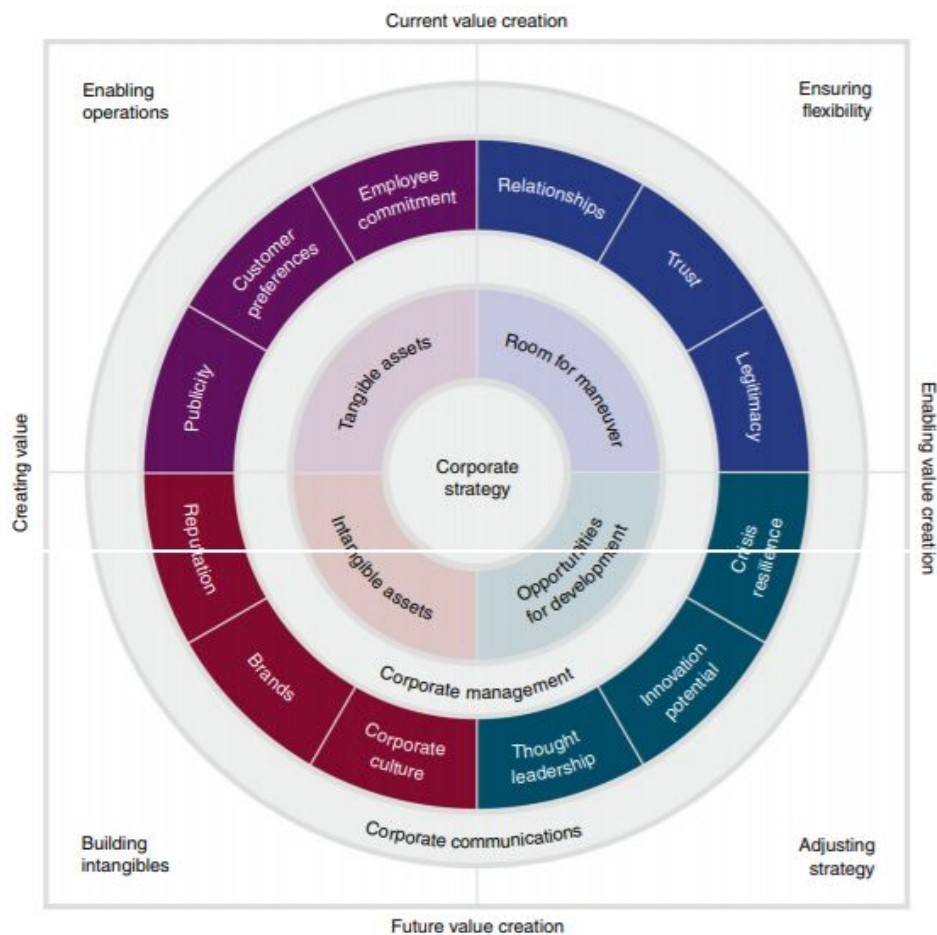 Current value creation
Enabling
operations
Ensuring
flexibility
Employee
commitment
Relationships
Customer
preferences
Trust
Publicity
Legitimacy
Tangible assets
Room for maneuver
Creating value
Corporate
strategy
Enabling value creation
Reputation
Intangible assets
Opportunities
for development
Crisis
resilience
Brands
Corporate management
Innovation
potential
Corporate
culture
Thought
leadership
Corporate communications
Building
intangibles
Adjusting
strategy
Future value creation